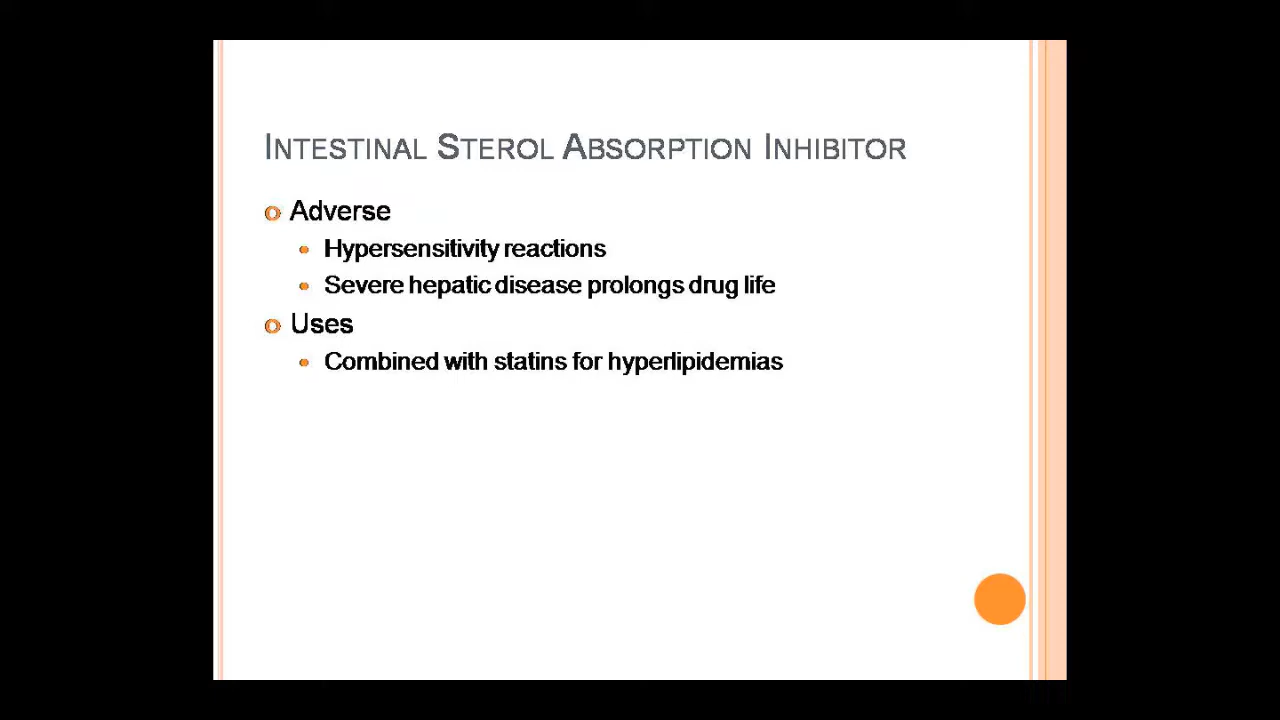 INTESTINAL STEROL ABSORPTION INHIBITOR
Adverse
Hypersensitivity reactions
Severe hepatic disease prolongs drug life
Uses
Combined with statins for hyperlipidemias